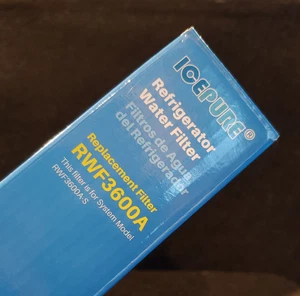 ICEPURE®
Refrigerator
Water Filter
Filtros de Agua
del Refrigerador
Replacement Filter
RWF3600A
This filter is for System Model
RWF3600A-S